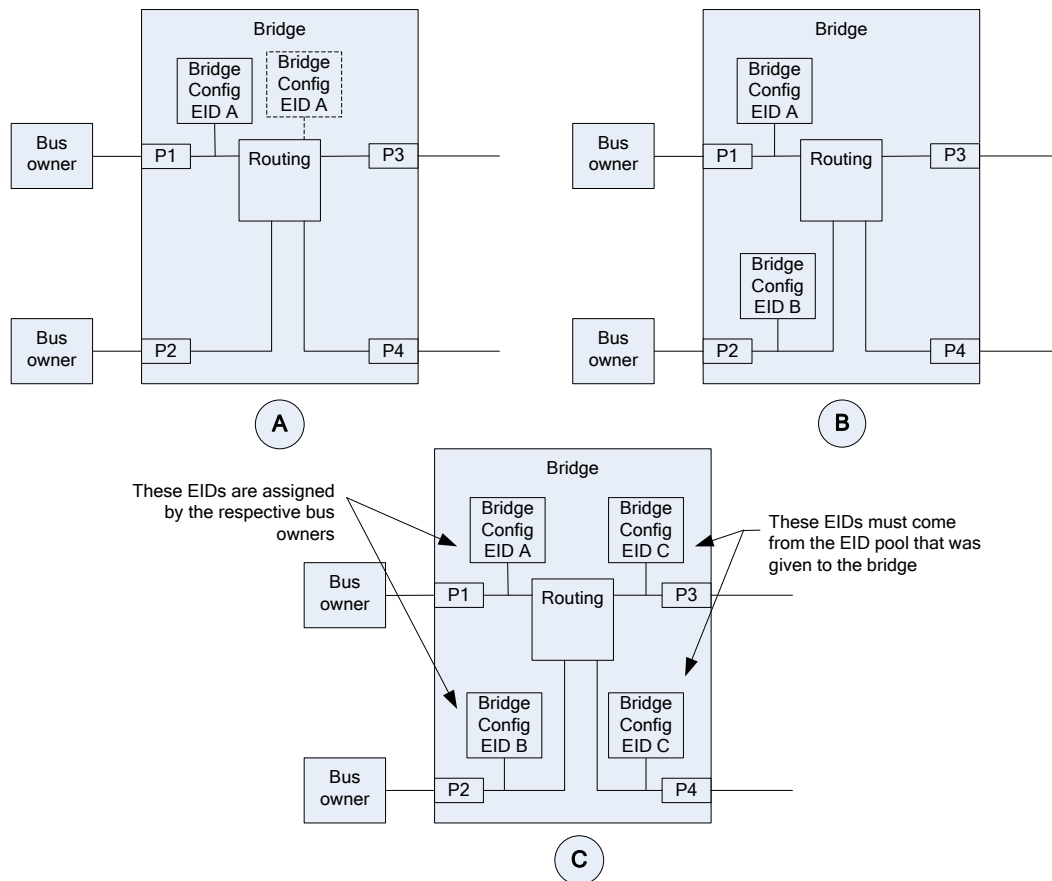 Bridge
Bridge
Config
EID A
Bridge
Config
EID A
Bus
owner
P1
Routing
P3
Bus
owner
P2
P4
A
Bridge
Bridge
Config
EID A
Bus
owner
P1
Routing
P3
Bridge
Config
EID B
Bus
owner
P2
P4
B
Bridge
These EIDs are assigned
by the respective bus
owners
Bridge
Config
EID A
Bridge
Config
EID C
These EIDs must come
from the EID pool that was
given to the bridge
Bus
owner
P1
Routing
P3
Bridge
Config
EID B
Bridge
Config
EID C
Bus
owner
P2
P4
C